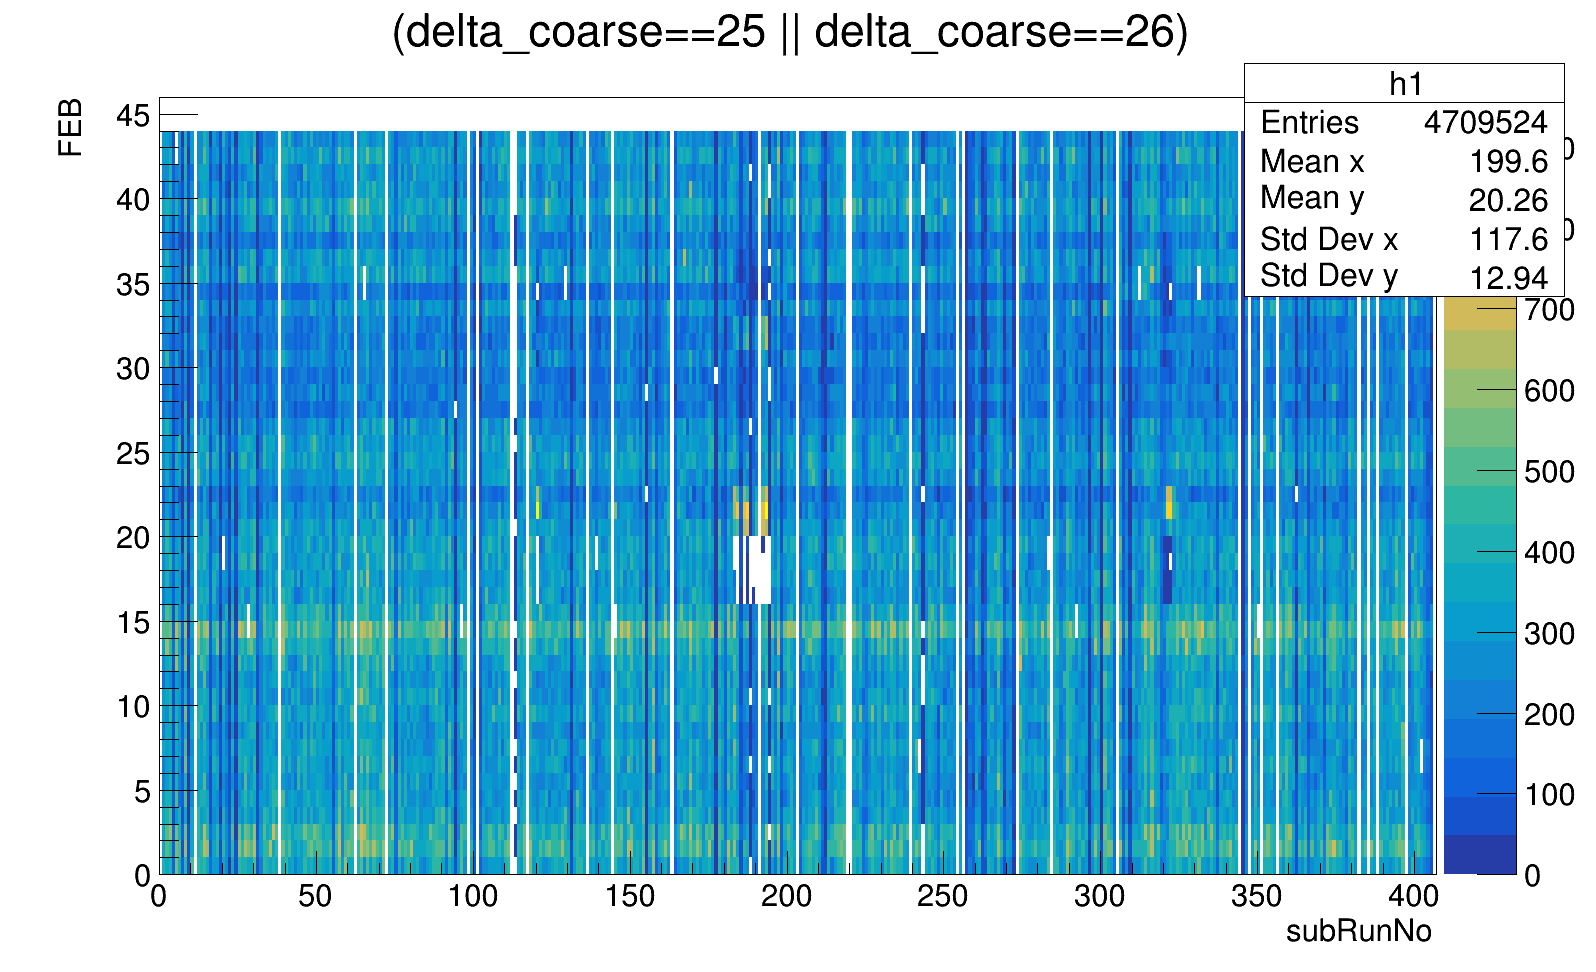 (delta_coarse==25 || delta_coarse==26)
h1
Entries 4709524
Mean x 199.6
Mean y 20.26
Std Dev x 117.6
Std Dev y 12.94
FEB
45
40
35
30
25
20
15
10
5
0
0 50 100 150 200 250 300 350 400
subRunNo
700
600
500
400
300
200
100
0